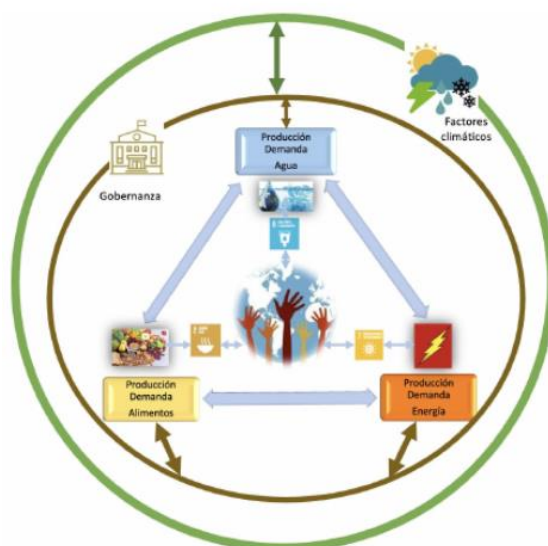 Factores
climáticos
Producción
Demanda
Agua
Gobernanza
Producción
Demanda
Alimentos
Producción
Demanda
Energía